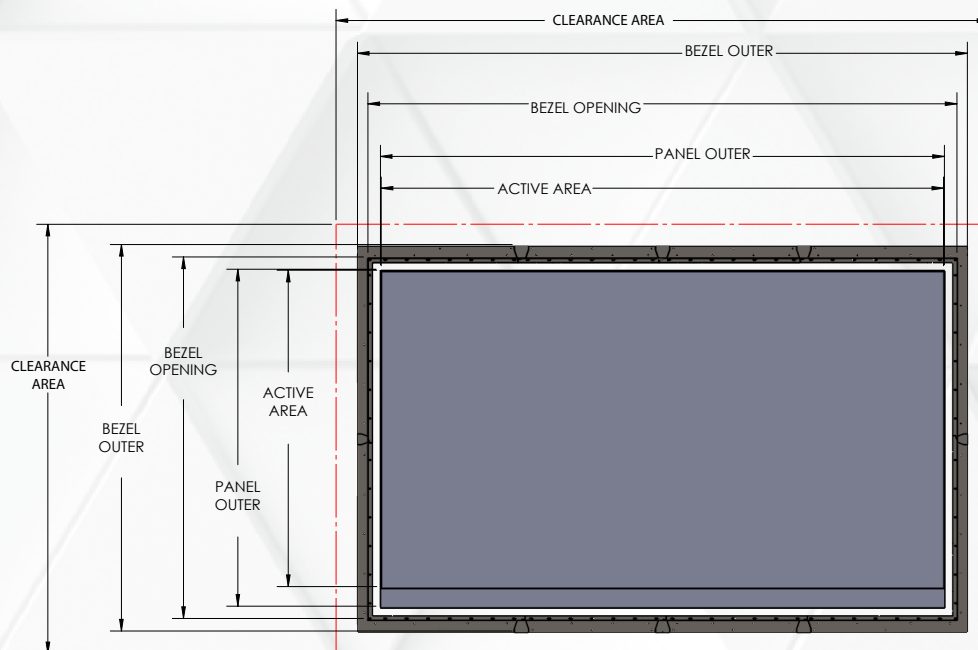 CLEARANCE AREA
BEZEL OUTER
BEZEL OPENING
PANEL OUTER
ACTIVE AREA
CLEARANCE
AREA
BEZEL
OUTER
BEZEL
OPENING
PANEL
OUTER
ACTIVE
AREA